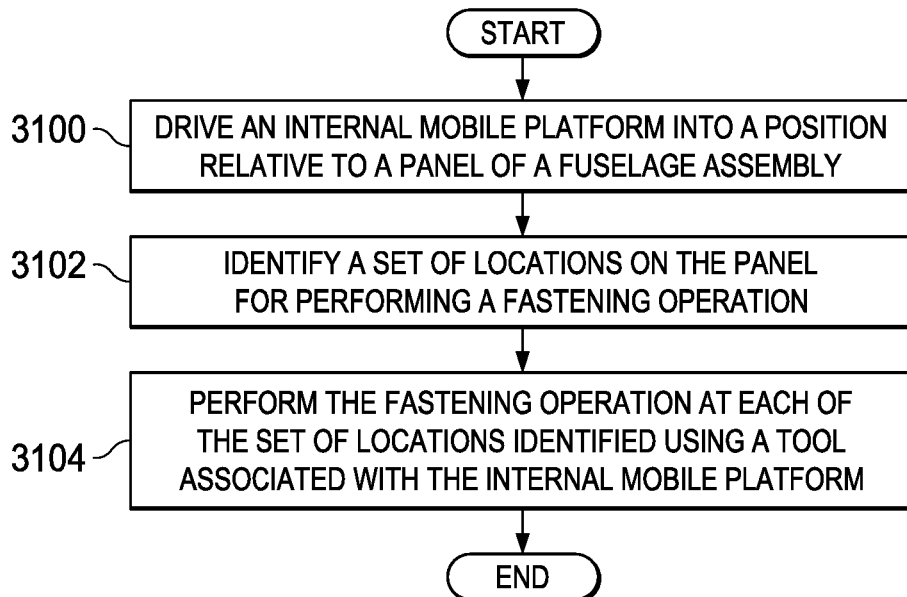 START
3100
DRIVE AN INTERNAL MOBILE PLATFORM INTO A POSITION
RELATIVE TO A PANEL OF A FUSELAGE ASSEMBLY
3102
IDENTIFY A SET OF LOCATIONS ON THE PANEL
FOR PERFORMING A FASTENING OPERATION
3104
PERFORM THE FASTENING OPERATION AT EACH OF
THE SET OF LOCATIONS IDENTIFIED USING A TOOL
ASSOCIATED WITH THE INTERNAL MOBILE PLATFORM
END